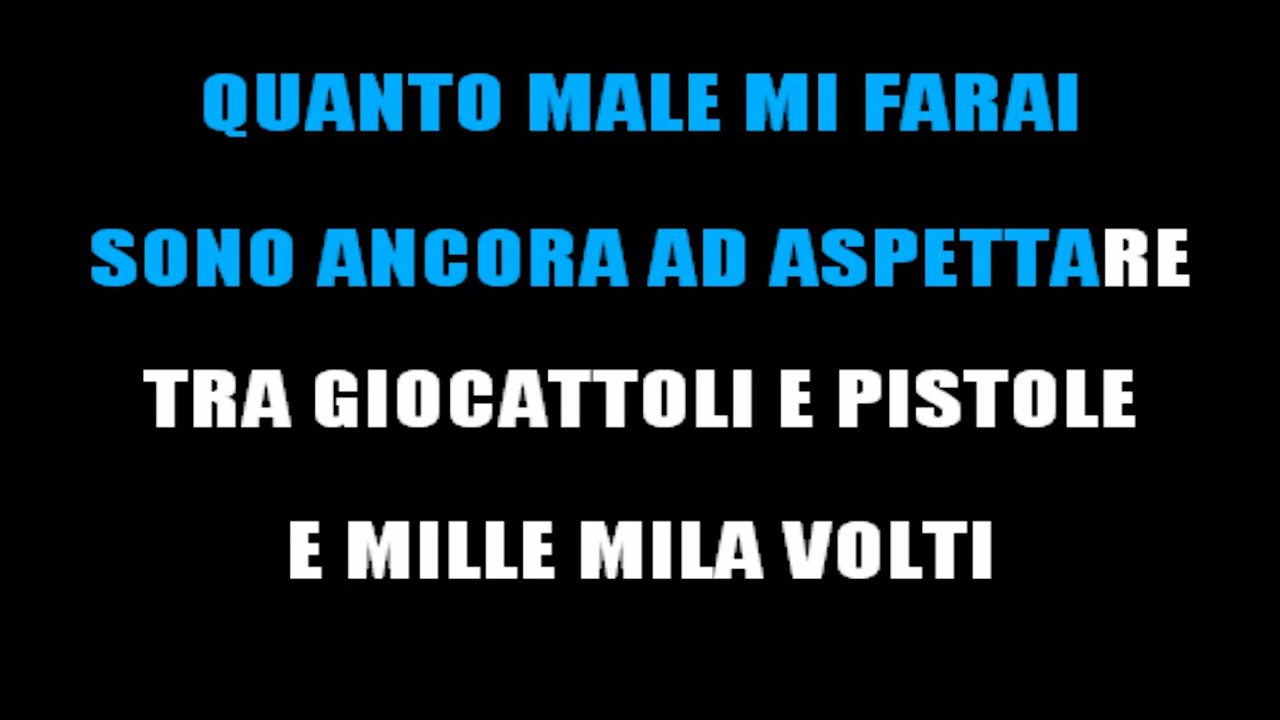 QUANTO MALE MI FARAI
SONO ANCORA AD ASPETTARE
TRA GIOCATTOLI E PISTOLE
E MILLE MILA VOLTI